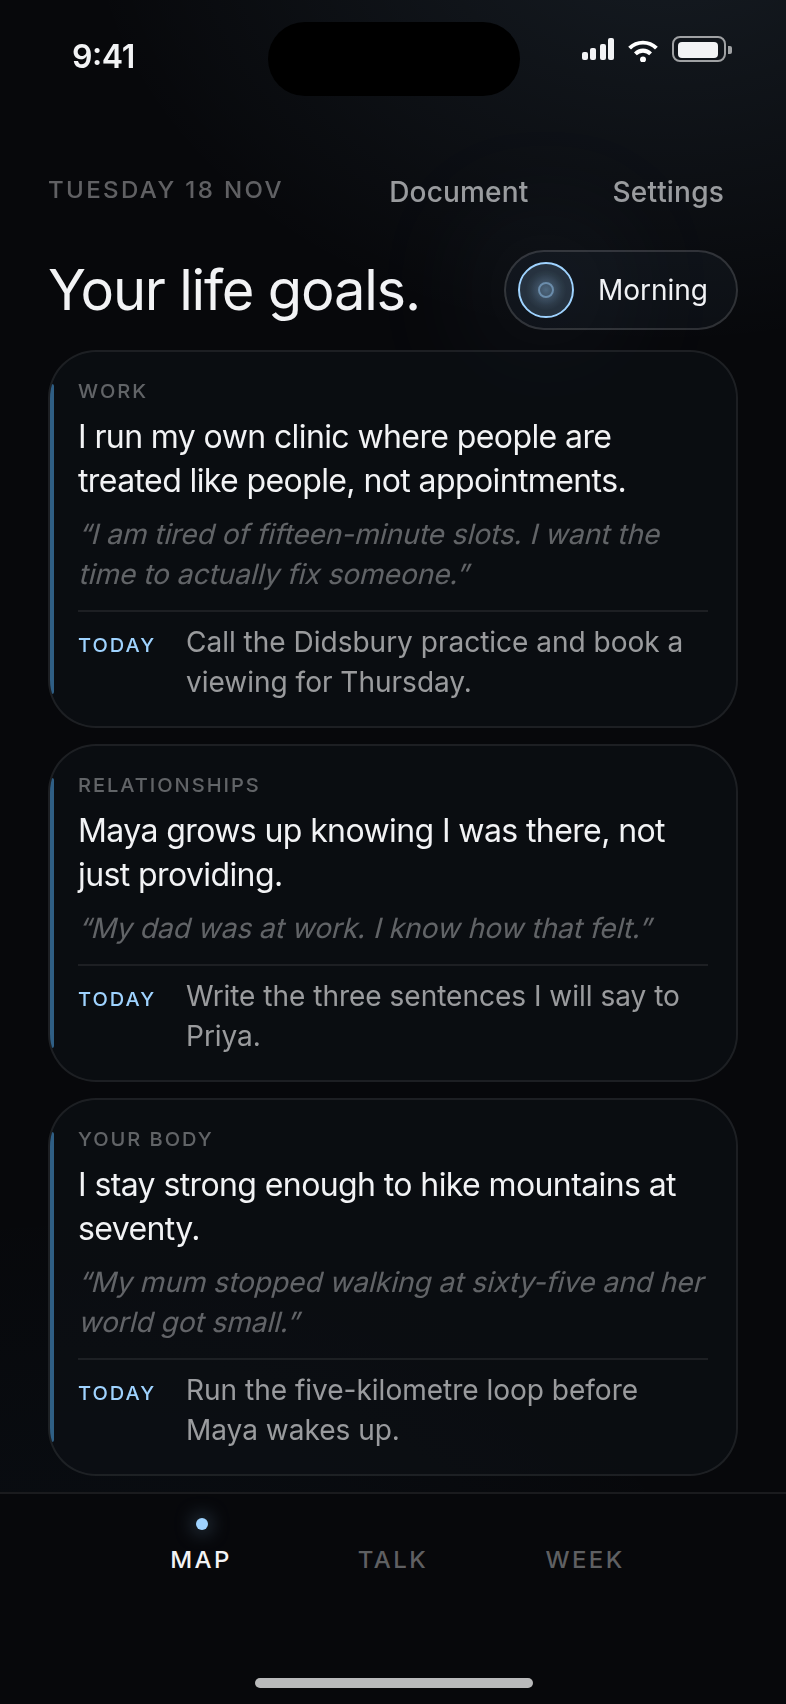 9:41
TUESDAY 18 NOV
Document
Settings
Your life goals.
Morning
WORK
I run my own clinic where people are
treated like people, not appointments.
“I am tired of fifteen-minute slots. I want the
time to actually fix someone.”
TODAY
Call the Didsbury practice and book a
viewing for Thursday.
RELATIONSHIPS
Maya grows up knowing I was there, not
just providing.
“My dad was at work. I know how that felt.”
TODAY
Write the three sentences I will say to
Priya.
YOUR BODY
I stay strong enough to hike mountains at
seventy.
“My mum stopped walking at sixty-five and her
world got small.”
TODAY
Run the five-kilometre loop before
Maya wakes up.
MAP
TALK
WEEK